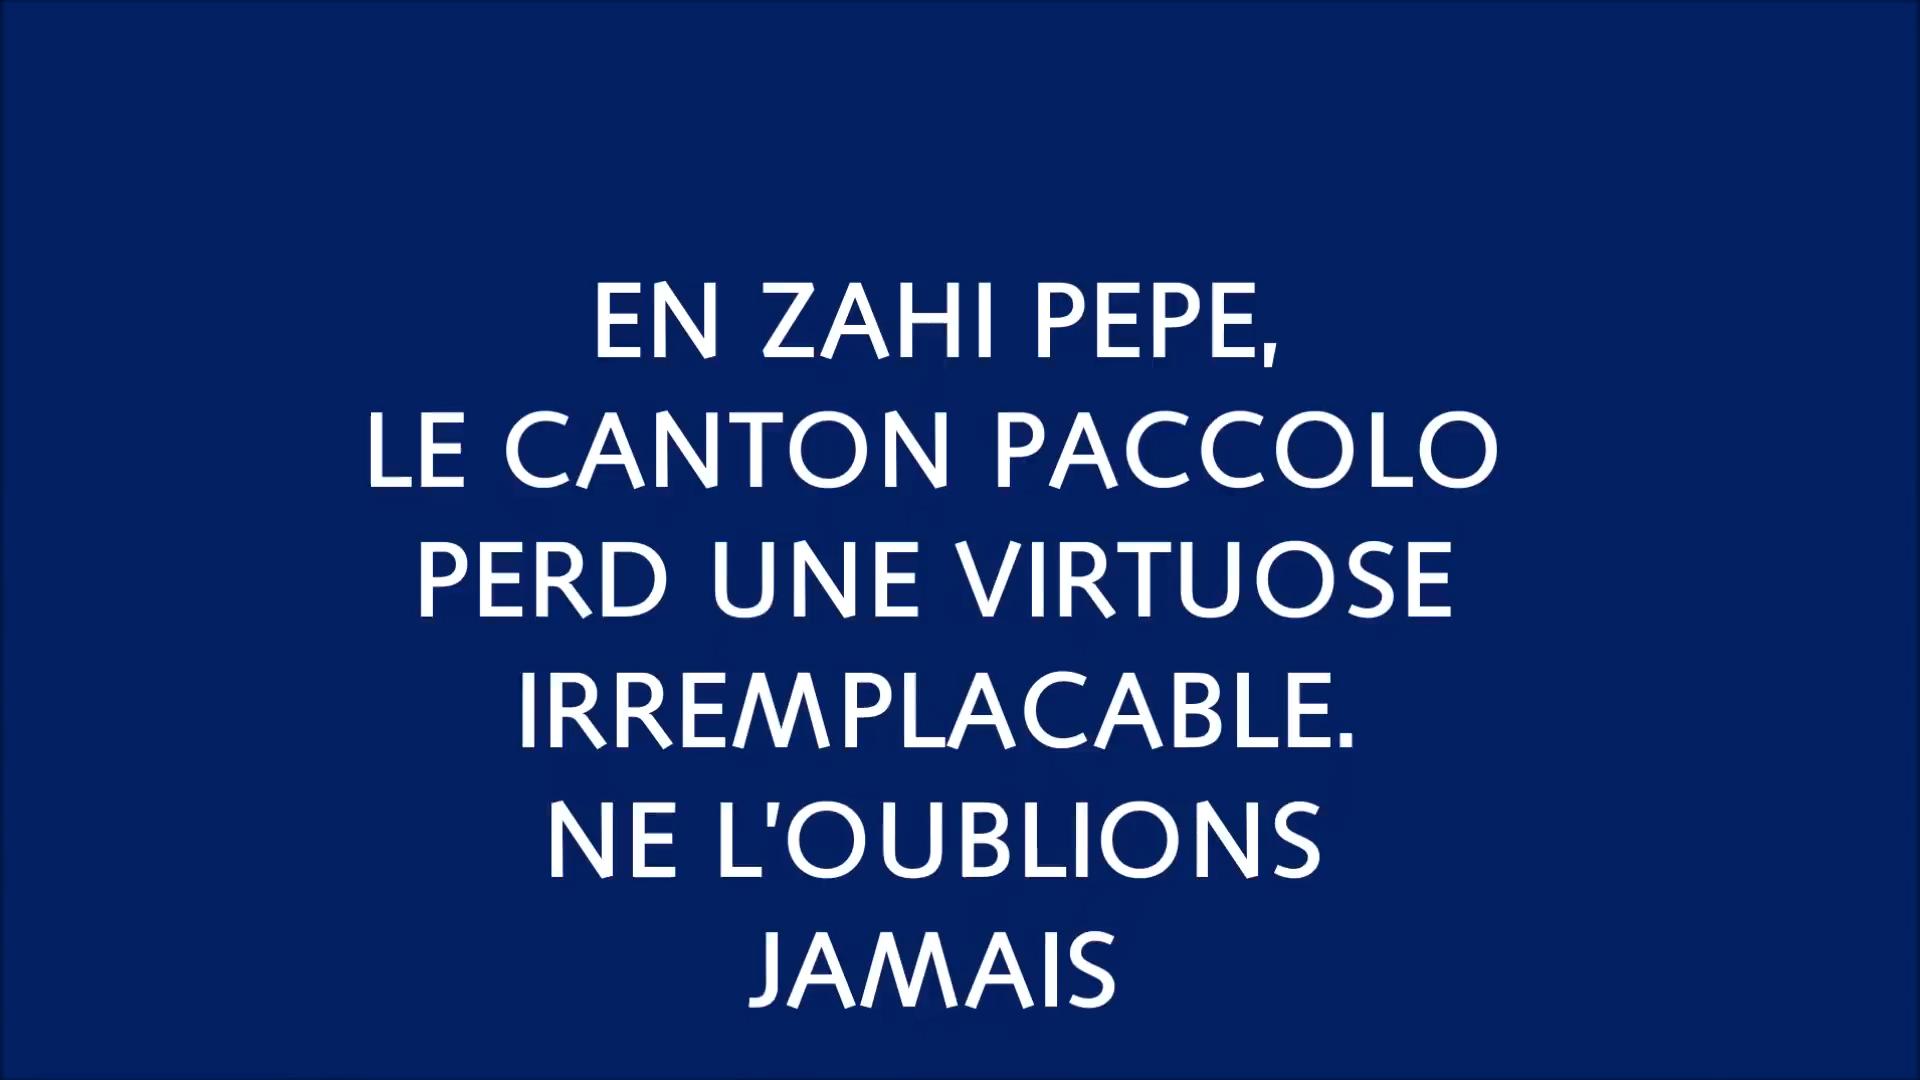 EN ZAHI PEPE,
LE CANTON PACCOLO
PERD UNE VIRTUOSE
IRREMPLACABLE.
NE L'OUBLIONS
JAMAIS